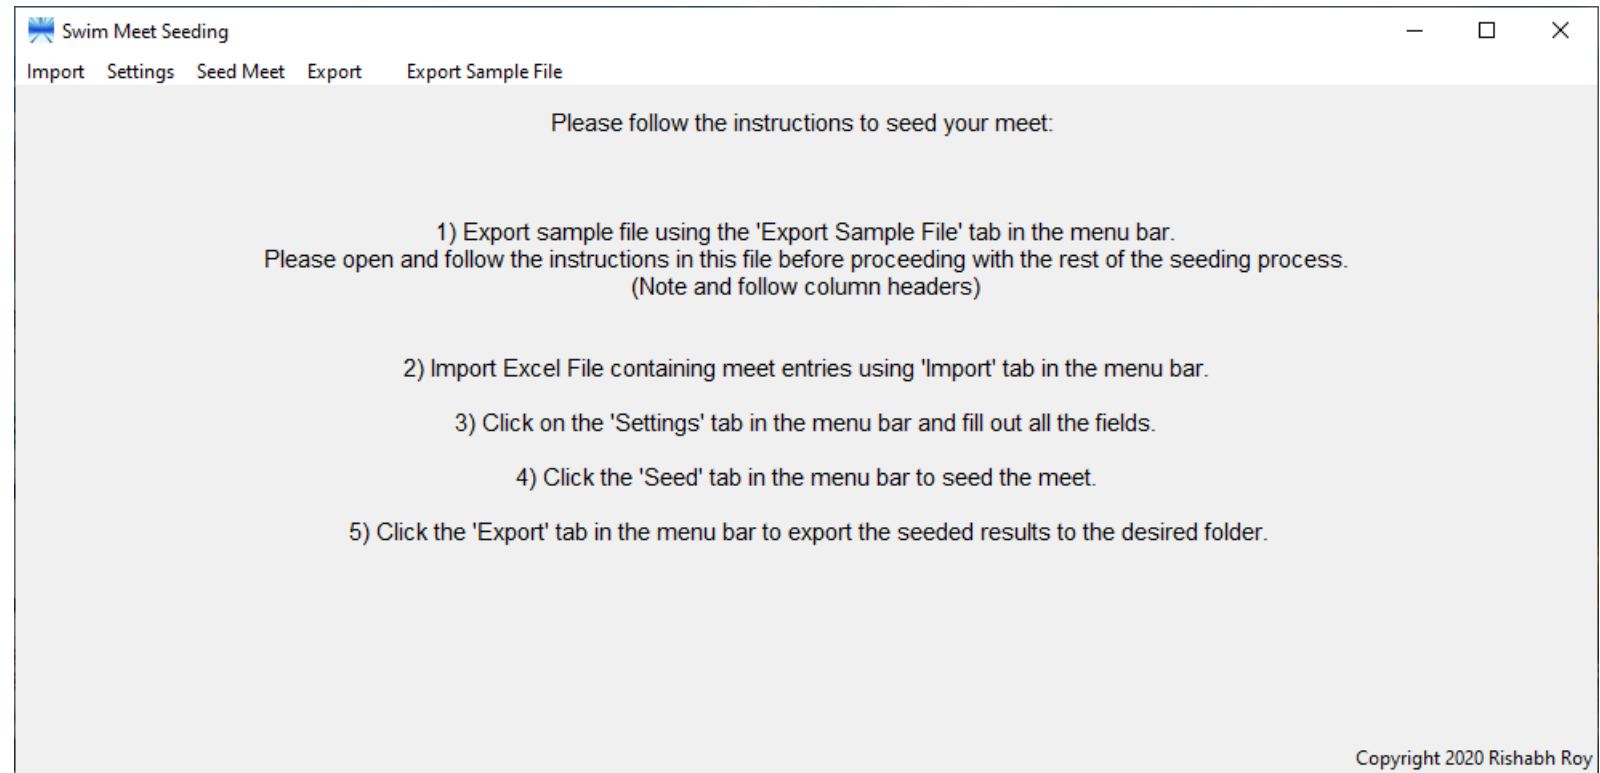 Swim Meet Seeding
Import Settings Seed Meet Export Export Sample File
Please follow the instructions to seed your meet:
1) Export sample file using the 'Export Sample File' tab in the menu bar.
Please open and follow the instructions in this file before proceeding with the rest of the seeding process.
(Note and follow column headers)
2) Import Excel File containing meet entries using 'Import' tab in the menu bar.
3) Click on the 'Settings' tab in the menu bar and fill out all the fields.
4) Click the 'Seed' tab in the menu bar to seed the meet.
5) Click the 'Export' tab in the menu bar to export the seeded results to the desired folder.
Copyright 2020 Rishabh Roy